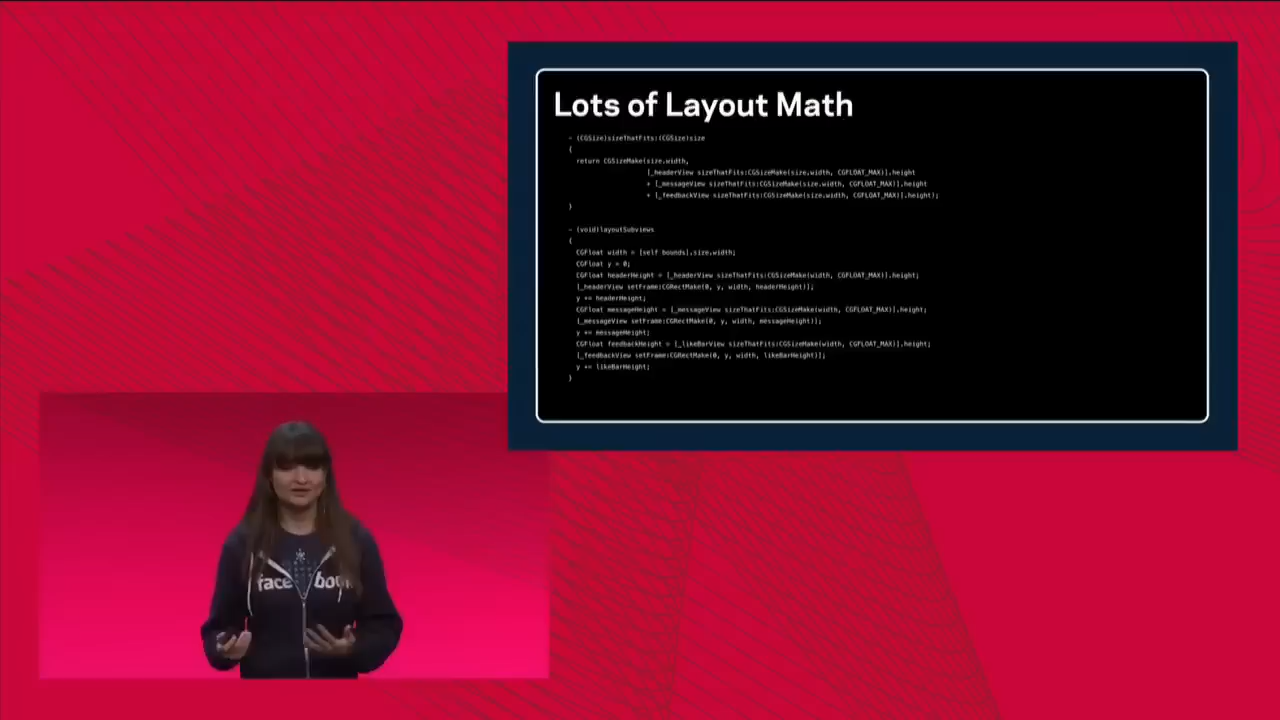 Lots of Layout Math
- (CGSize)sizeThatFits:(CGSize)size
{
return CGSizeMake(size.width,
[_headerView sizeThatFits:CGSizeMake(size.width, CGFLOAT_MAX)].height
+ [_messageView sizeThatFits:CGSizeMake(size.width, CGFLOAT_MAX)].height
+ [_feedbackView sizeThatFits:CGSizeMake(size.width, CGFLOAT_MAX)].height);
}
- (void)layoutSubviews
{
CGFloat width = [self bounds].size.width;
CGFloat y = 0;
CGFloat headerHeight = [_headerView sizeThatFits:CGSizeMake(width, CGFLOAT_MAX)].height;
[_headerView setFrame:CGRectMake(0, y, width, headerHeight)];
y += headerHeight;
CGFloat messageHeight = [_messageView sizeThatFits:CGSizeMake(width, CGFLOAT_MAX)].height;
[_messageView setFrame:CGRectMake(0, y, width, messageHeight)];
y += messageHeight;
CGFloat feedbackHeight = [_likeBarView sizeThatFits:CGSizeMake(width, CGFLOAT_MAX)].height;
[_feedbackView setFrame:CGRectMake(0, y, width, likeBarHeight)];
y += likeBarHeight;
}
face boo